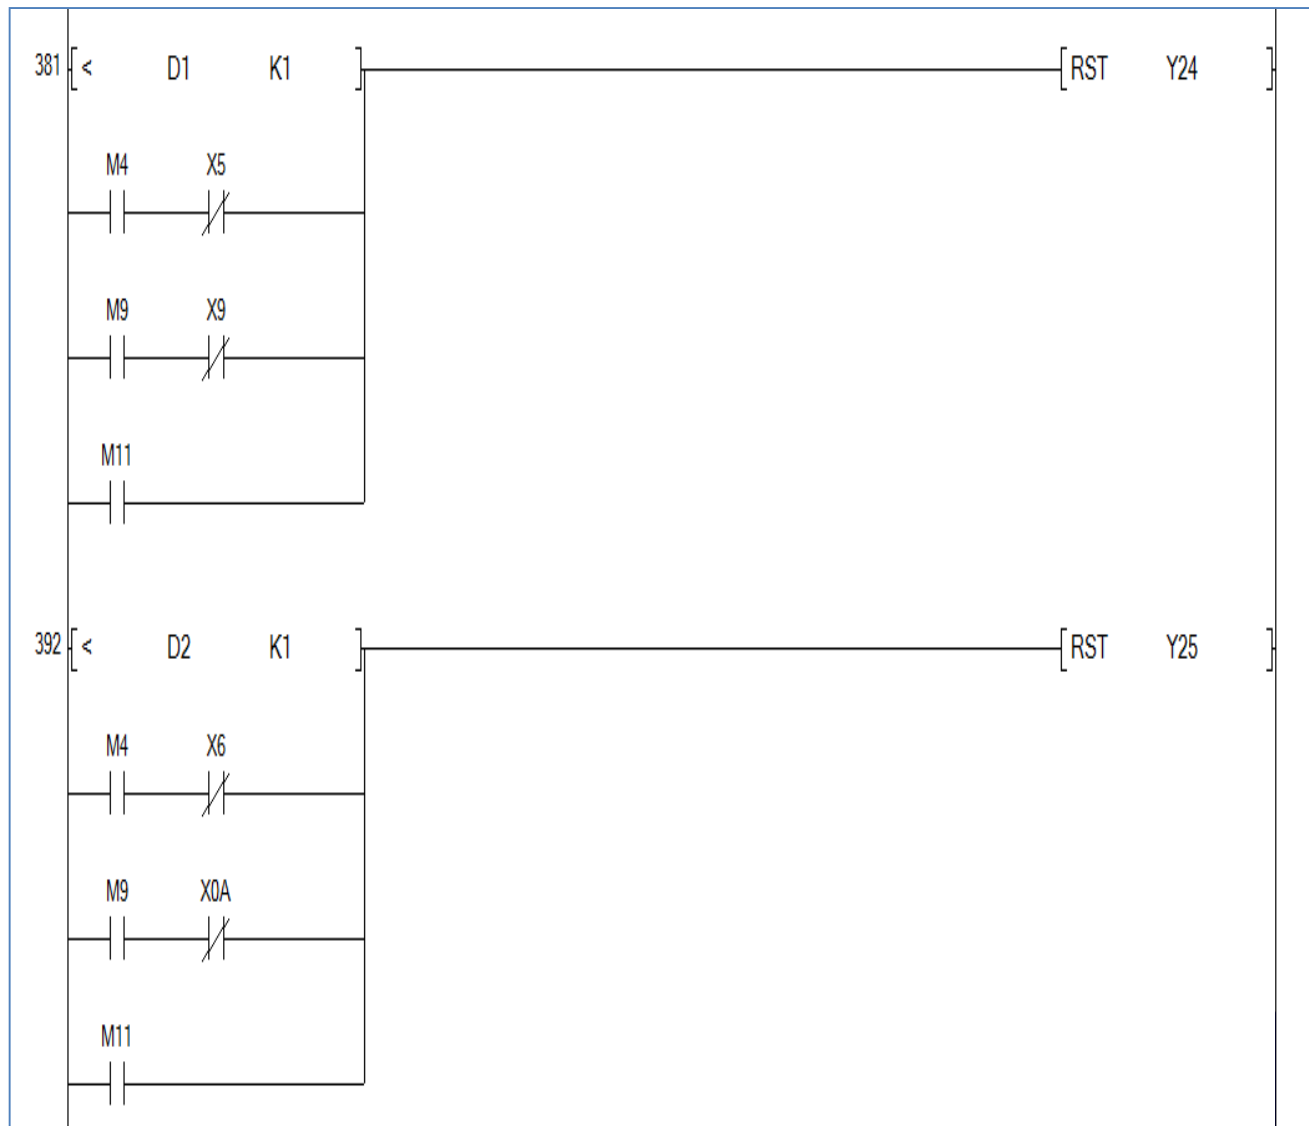 381 [< D1 K1 ] [RST Y24 ]
M4 X5
M9 X9
M11
392 [< D2 K1 ] [RST Y25 ]
M4 X6
M9 X0A
M11